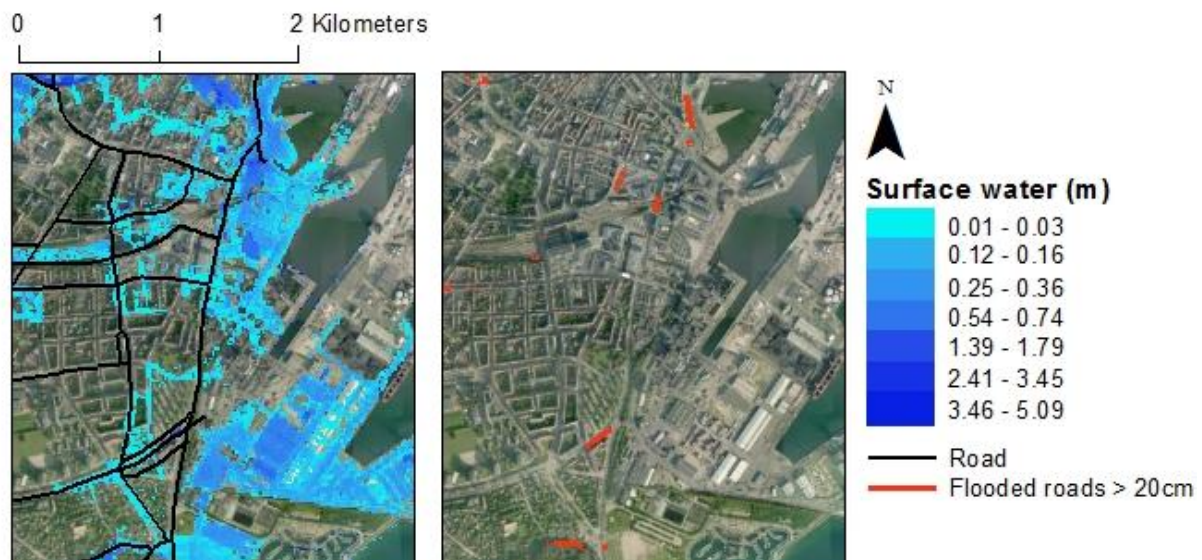 0 1 2 Kilometers
N
Surface water (m)
0.01 - 0.03
0.12 - 0.16
0.25 - 0.36
0.54 - 0.74
1.39 - 1.79
2.41 - 3.45
3.46 - 5.09
Road
Flooded roads > 20cm